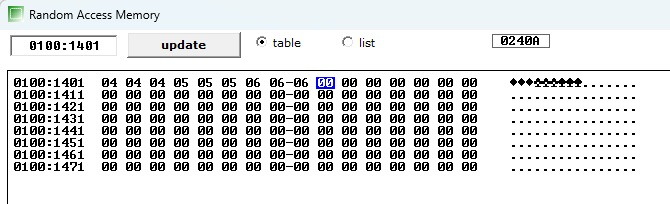 Random Access Memory
0100:1401 update table list 0240A
0100:1401 04 04 04 05 05 05 06 06-06 00 00 00 00 00 00 00 ♦♦♦♣♣♣♠♠♠.......
0100:1411 00 00 00 00 00 00 00 00-00 00 00 00 00 00 00 00 ................
0100:1421 00 00 00 00 00 00 00 00-00 00 00 00 00 00 00 00 ................
0100:1431 00 00 00 00 00 00 00 00-00 00 00 00 00 00 00 00 ................
0100:1441 00 00 00 00 00 00 00 00-00 00 00 00 00 00 00 00 ................
0100:1451 00 00 00 00 00 00 00 00-00 00 00 00 00 00 00 00 ................
0100:1461 00 00 00 00 00 00 00 00-00 00 00 00 00 00 00 00 ................
0100:1471 00 00 00 00 00 00 00 00-00 00 00 00 00 00 00 00 ................